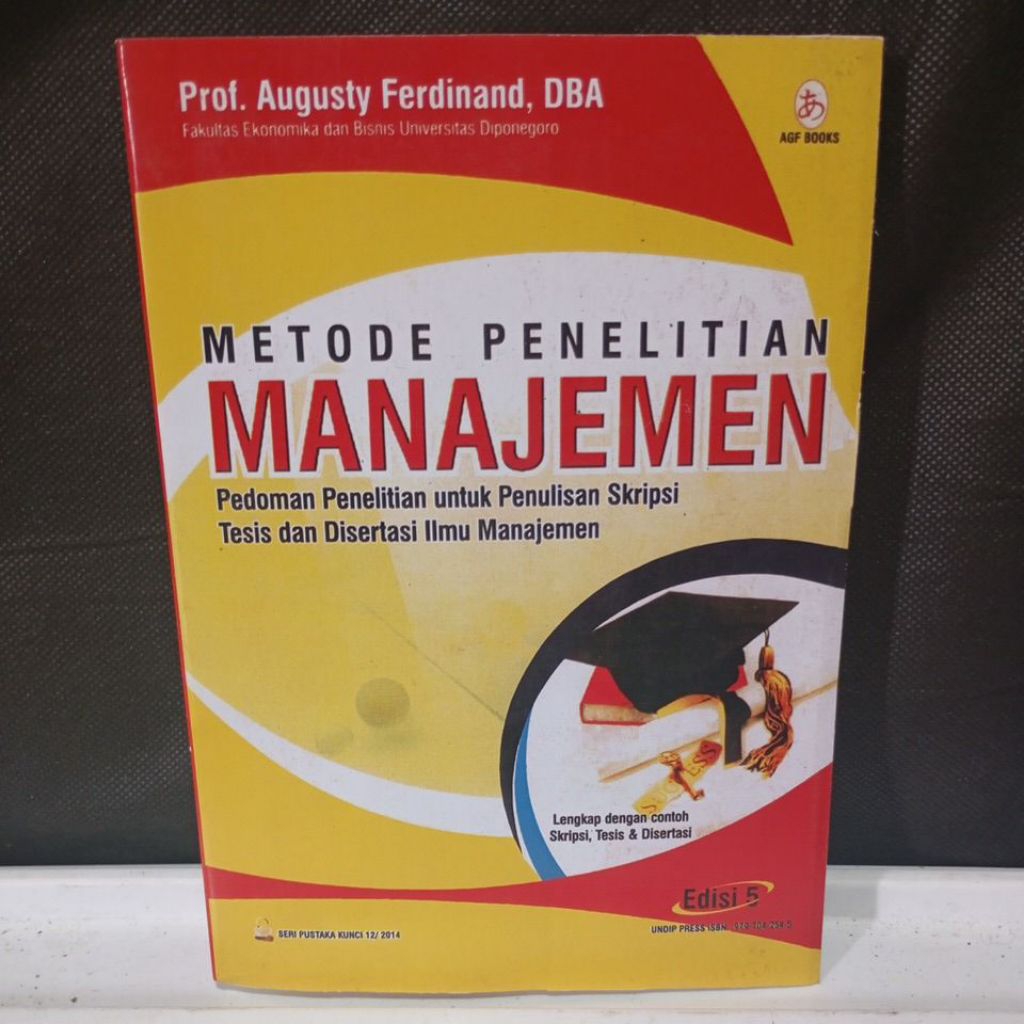 Prof. Augusty Ferdinand, DBA
Fakultas Ekonomika dan Bisnis Universitas Diponegoro
あ
AGF BOOKS
METODE PENELITIAN
MANAJEMEN
Pedoman Penelitian untuk Penulisan Skripsi
Tesis dan Disertasi Ilmu Manajemen
Lengkap dengan contoh
Skripsi, Tesis & Disertasi
Edisi 5
SERI PUSTAKA KUNCI 12/ 2014
UNDIP PRESS ISBN